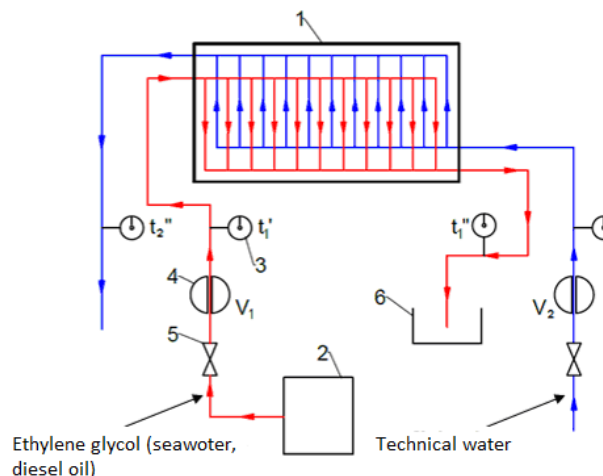 1
t₂"
t₁'
t₁"
3
4
V₁
6
V₂
5
2
Ethylene glycol (seawoter,
diesel oil)
Technical water